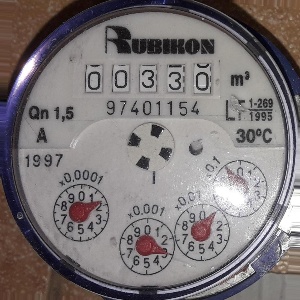 RUBIKON
00330 m³
97401154
Qn 1,5
A
1-269
1995
30°C
1997
x0,0001
x0,001
x0,01
x0,1
I